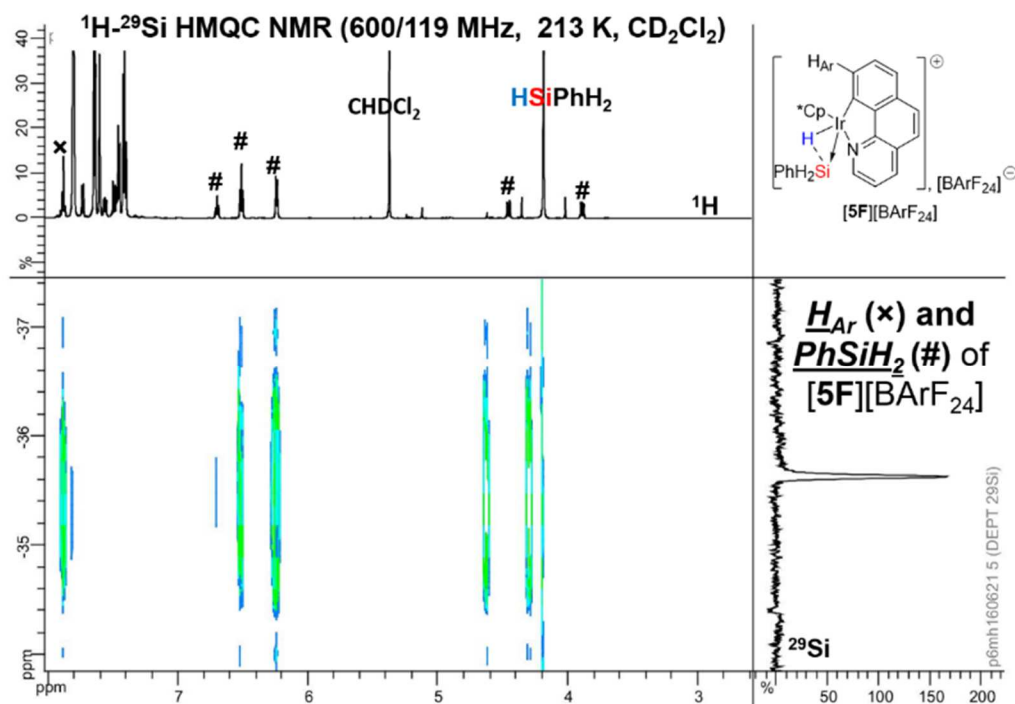 ¹H-²⁹Si HMQC NMR (600/119 MHz, 213 K, CD₂Cl₂)
40
30
20
10
0
%
×
#
#
#
CHDCl₂
HSiPhH₂
#
#
¹H
H_Ar
⊕
*Cp
Ir
H
N
PhH₂Si
, [BArF₂₄]⊖
[5F][BArF₂₄]
-37
-36
-35
ppm
ppm
7
6
5
4
3
H_Ar (×) and
PhSiH₂ (#) of
[5F][BArF₂₄]
p6mh160621 5 (DEPT 29Si)
²⁹Si
%
50
100
150
200